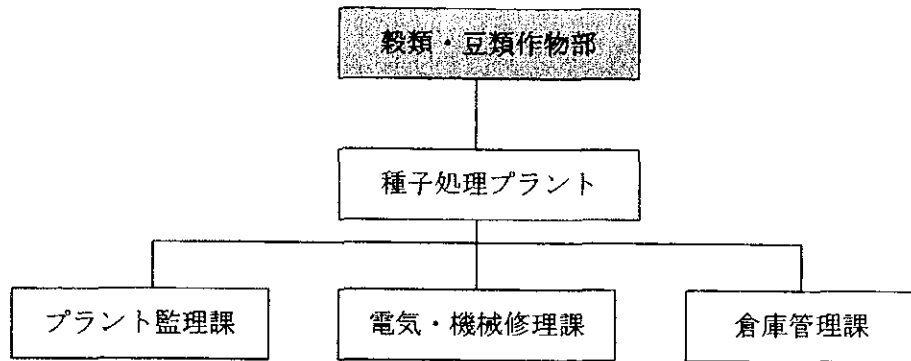 穀類・豆類作物部
種子処理プラント
プラント監理課
電気・機械修理課
倉庫管理課